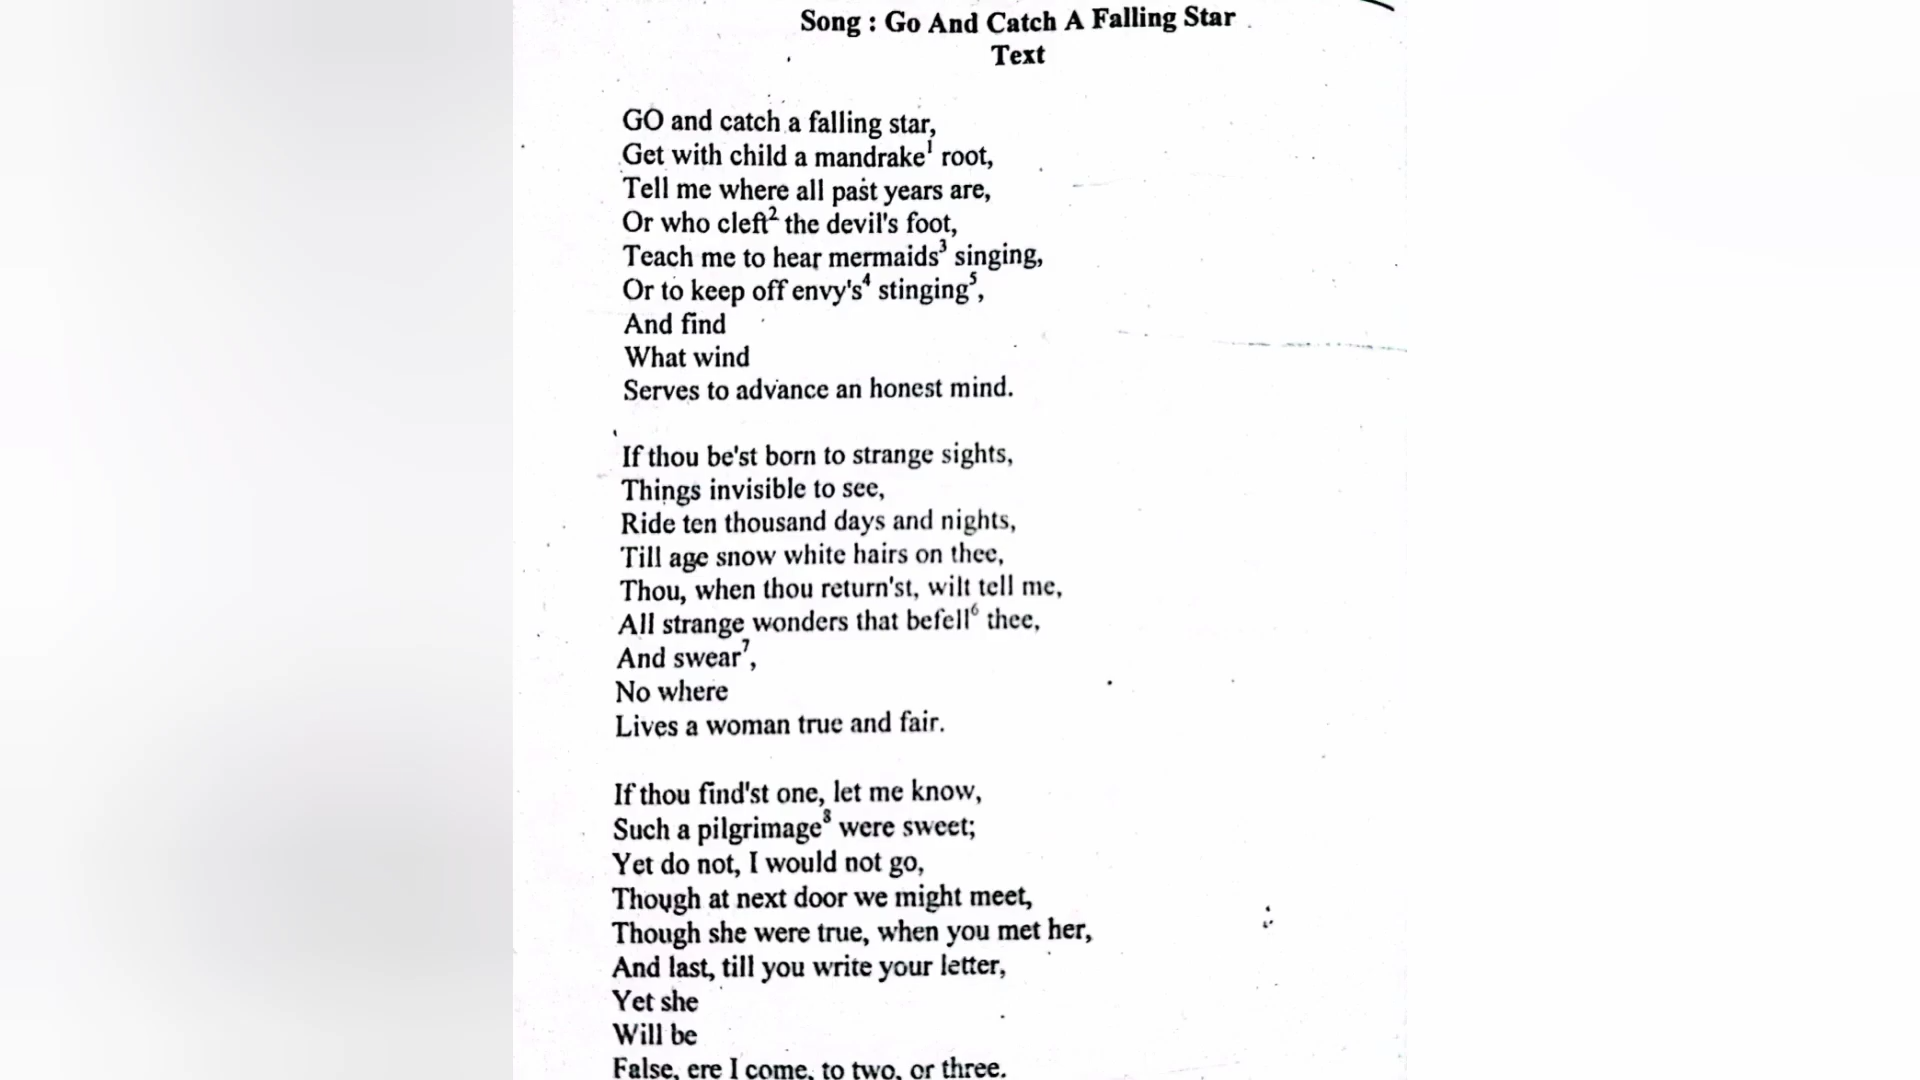 Song : Go And Catch A Falling Star
Text
GO and catch a falling star,
Get with child a mandrake¹ root,
Tell me where all past years are,
Or who cleft² the devil's foot,
Teach me to hear mermaids³ singing,
Or to keep off envy's⁴ stinging⁵,
And find
What wind
Serves to advance an honest mind.
If thou be'st born to strange sights,
Things invisible to see,
Ride ten thousand days and nights,
Till age snow white hairs on thee,
Thou, when thou return'st, wilt tell me,
All strange wonders that befell⁶ thee,
And swear⁷,
No where
Lives a woman true and fair.
If thou find'st one, let me know,
Such a pilgrimage⁸ were sweet;
Yet do not, I would not go,
Though at next door we might meet,
Though she were true, when you met her,
And last, till you write your letter,
Yet she
Will be
False, ere I come, to two, or three.